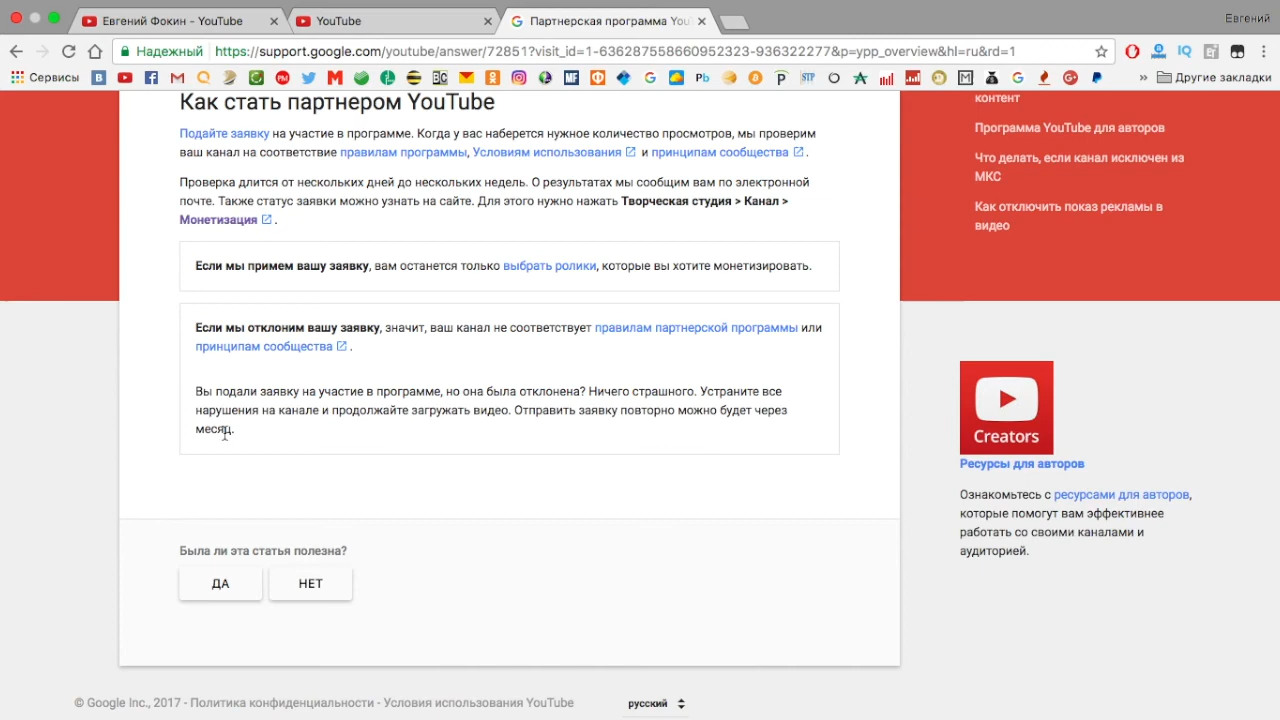 Евгений Фокин - YouTube
YouTube
Партнерская программа You
Евгений
Надежный
https://support.google.com/youtube/answer/72851?visit_id=1-636287558660952323-936322277&p=ypp_overview&hl=ru&rd=1
Сервисы
Другие закладки
Как стать партнером YouTube
Подайте заявку на участие в программе. Когда у вас наберется нужное количество просмотров, мы проверим
ваш канал на соответствие правилам программы, Условиям использования и принципам сообщества.
Проверка длится от нескольких дней до нескольких недель. О результатах мы сообщим вам по электронной
почте. Также статус заявки можно узнать на сайте. Для этого нужно нажать Творческая студия > Канал >
Монетизация.
Если мы примем вашу заявку, вам останется только выбрать ролики, которые вы хотите монетизировать.
Если мы отклоним вашу заявку, значит, ваш канал не соответствует правилам партнерской программы или
принципам сообщества.
Вы подали заявку на участие в программе, но она была отклонена? Ничего страшного. Устраните все
нарушения на канале и продолжайте загружать видео. Отправить заявку повторно можно будет через
месяц.
Была ли эта статья полезна?
ДА
НЕТ
контент
Программа YouTube для авторов
Что делать, если канал исключен из
МКС
Как отключить показ рекламы в
видео
Creators
Ресурсы для авторов
Ознакомьтесь с ресурсами для авторов,
которые помогут вам эффективнее
работать со своими каналами и
аудиторией.
© Google Inc., 2017 - Политика конфиденциальности - Условия использования YouTube
русский